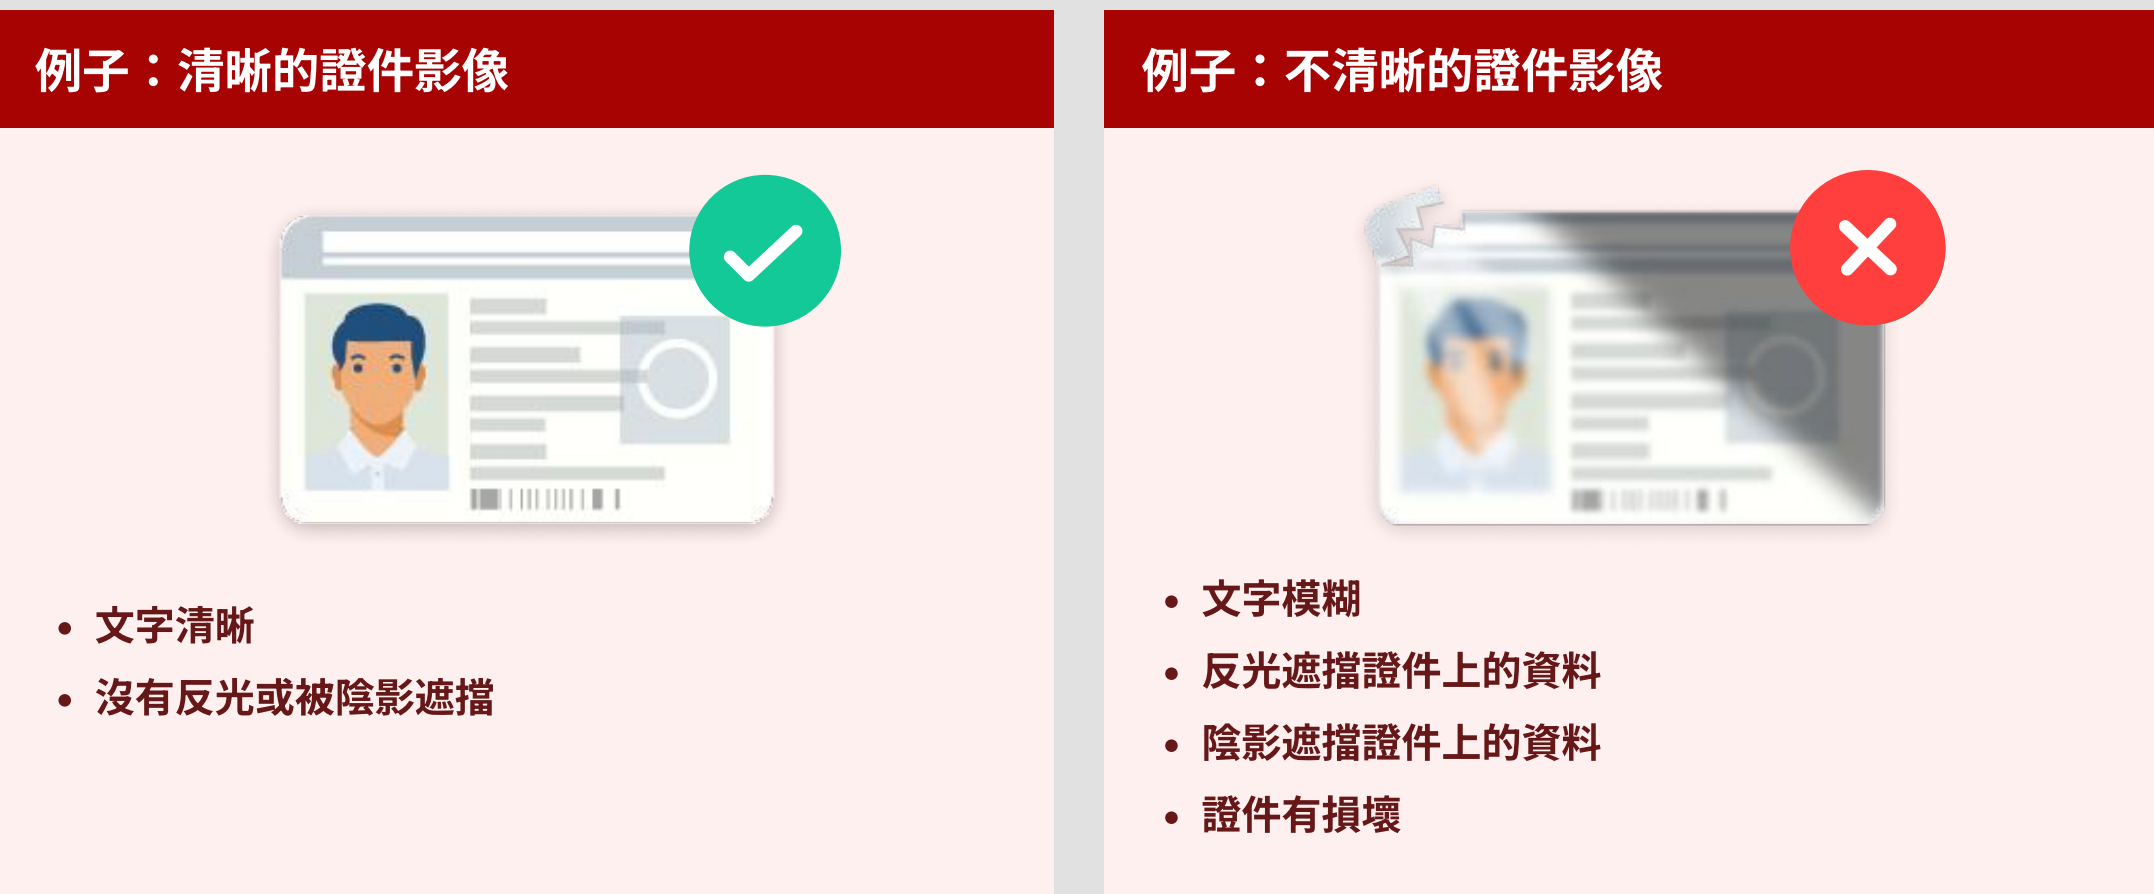 例子：清晰的證件影像
文字清晰
沒有反光或被陰影遮擋
例子：不清晰的證件影像
文字模糊
反光遮擋證件上的資料
陰影遮擋證件上的資料
證件有損壞